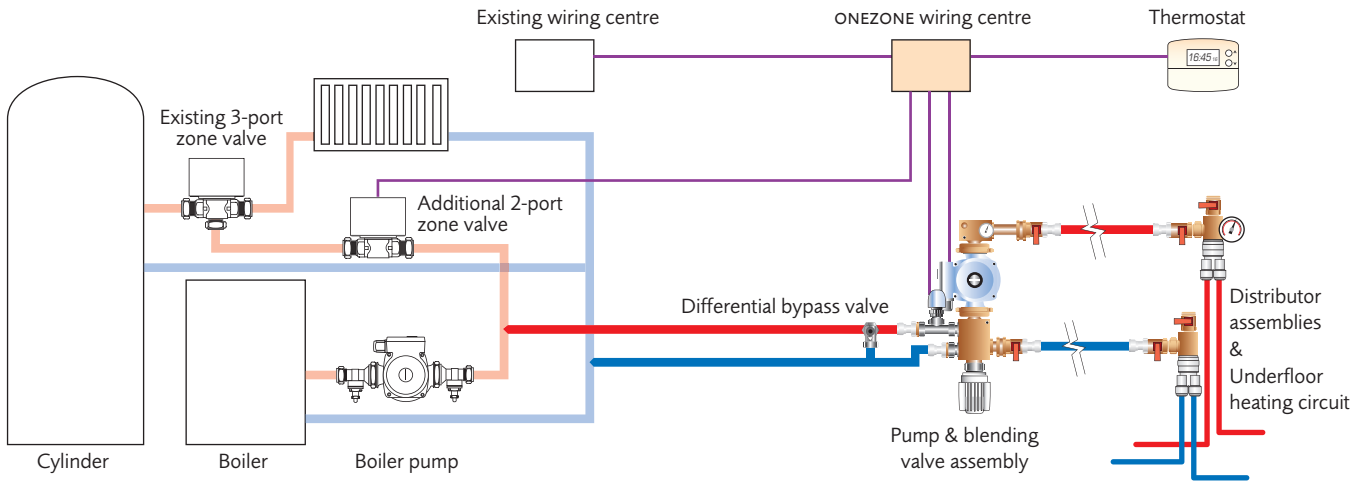 Existing wiring centre
ONEZONE wiring centre
Thermostat
16:45
Existing 3-port
zone valve
Additional 2-port
zone valve
Differential bypass valve
Distributor
assemblies
&
Underfloor
heating circuit
Pump & blending
valve assembly
Cylinder
Boiler
Boiler pump